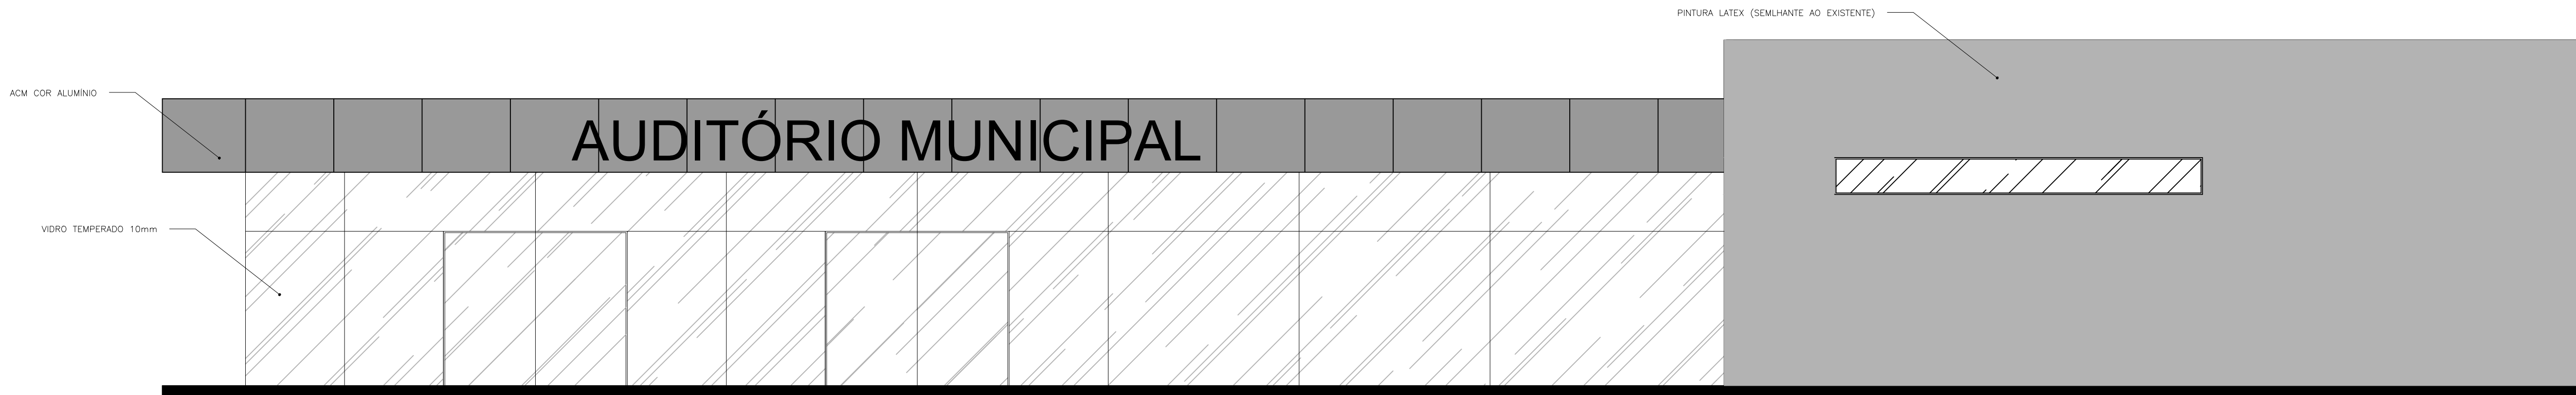 PINTURA LATEX (SEMLHANTE AO EXISTENTE)
ACM COR ALUMÍNIO
AUDITÓRIO MUNICIPAL
VIDRO TEMPERADO 10mm